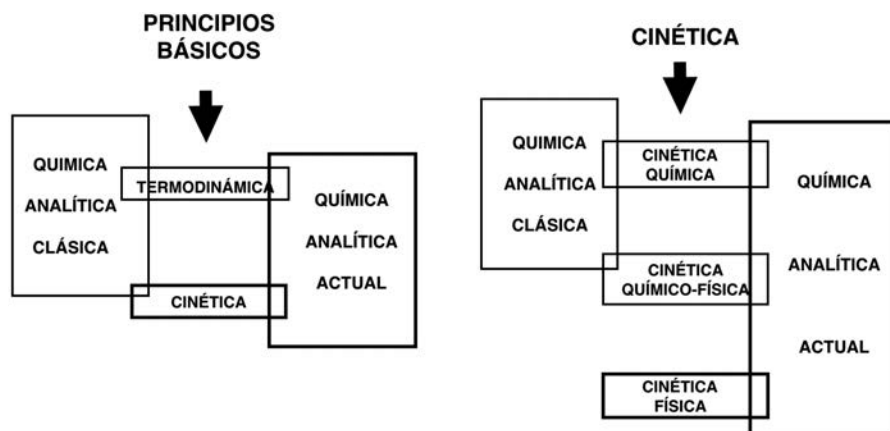 PRINCIPIOS
BÁSICOS
QUIMICA
ANALÍTICA
CLÁSICA
TERMODINÁMICA
CINÉTICA
QUÍMICA
ANALÍTICA
ACTUAL
CINÉTICA
QUIMICA
ANALÍTICA
CLÁSICA
CINÉTICA
QUÍMICA
CINÉTICA
QUÍMICO-FÍSICA
CINÉTICA
FÍSICA
QUÍMICA
ANALÍTICA
ACTUAL